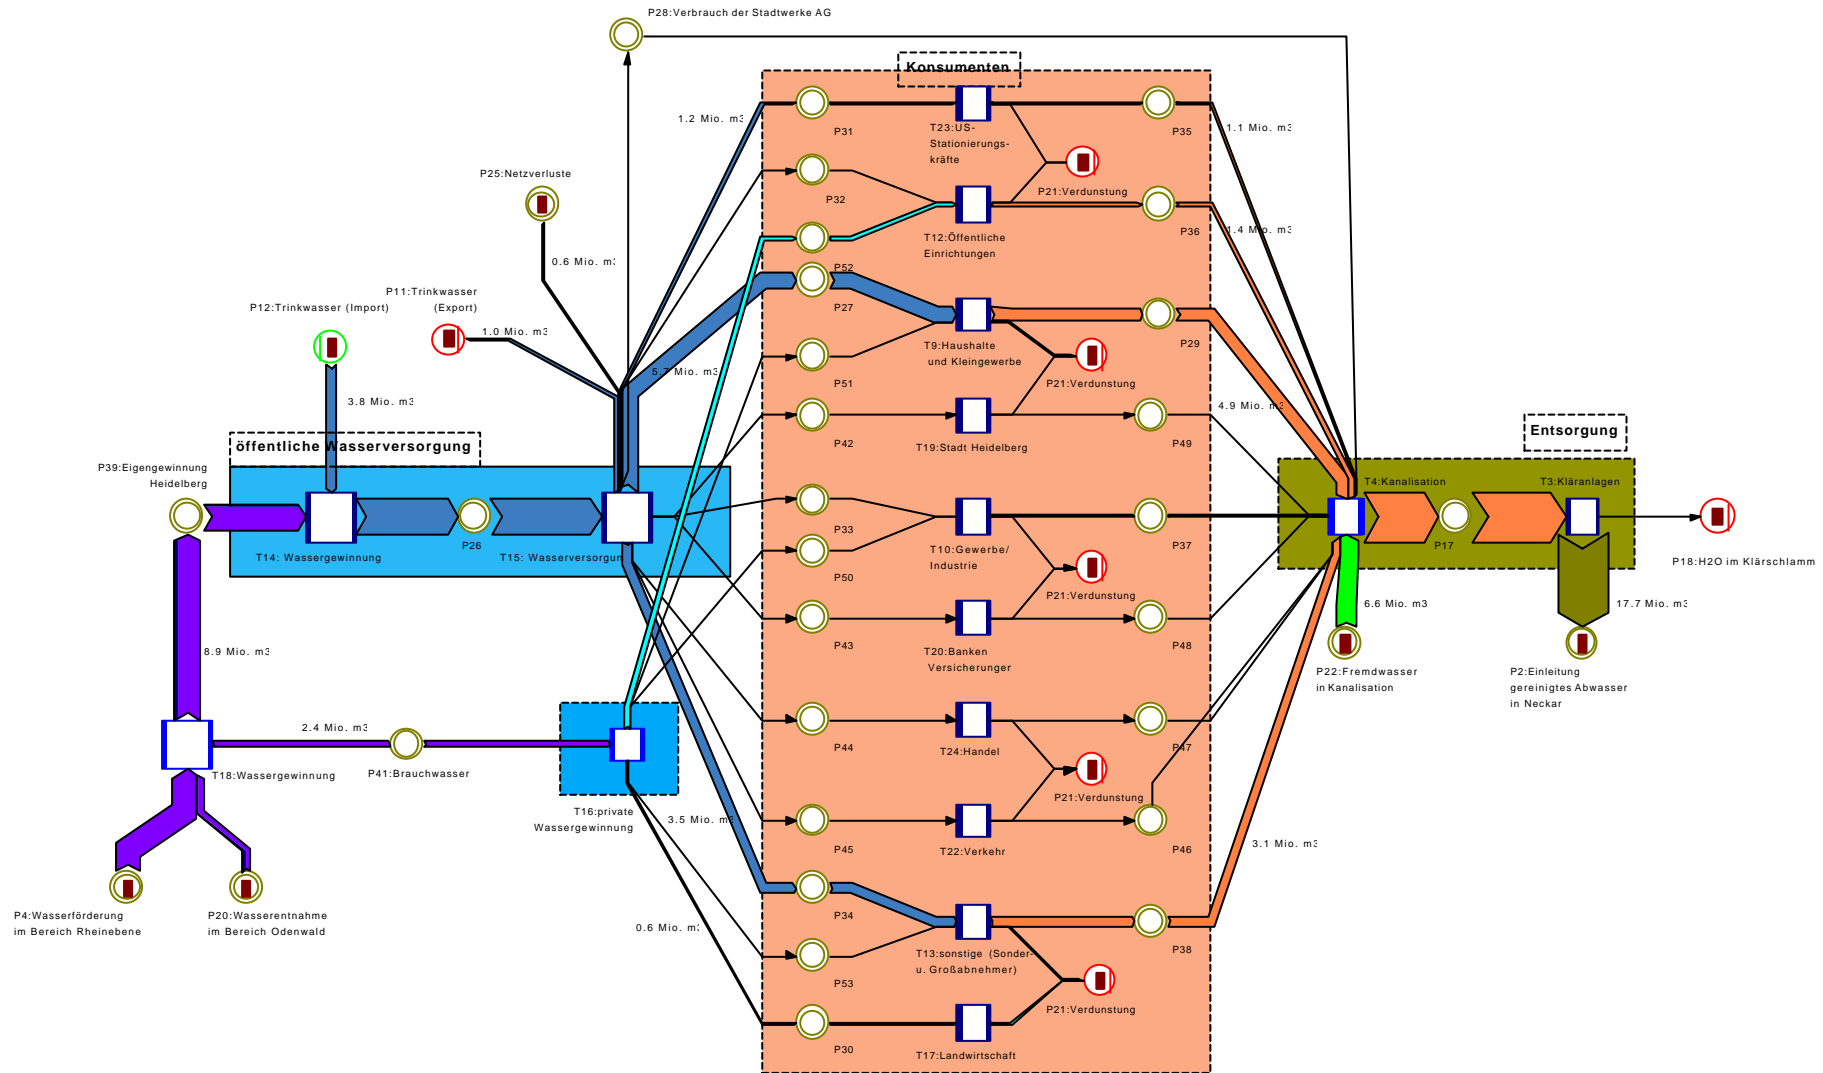 P28:Verbrauch der Stadtwerke AG
Konsumenten
1.2 Mio. m3
P31
T23:US-
Stationierungs-
kräfte
P35
1.1 Mio. m3
P25:Netzverluste
P32
P21:Verdunstung
P36
1.4 Mio. m3
T12:Öffentliche
Einrichtungen
0.6 Mio. m3
P52
P11:Trinkwasser
(Export)
P12:Trinkwasser (Import)
P27
1.0 Mio. m3
P29
T9:Haushalte
und Kleingewerbe
5.7 Mio. m3
P51
P21:Verdunstung
3.8 Mio. m3
4.9 Mio. m3
P42
T19:Stadt Heidelberg
P49
Entsorgung
öffentliche Wasserversorgung
P39:Eigengewinnung
Heidelberg
T4:Kanalisation
T3:Kläranlagen
P33
P26
P37
P17
T14: Wassergewinnung
T15: Wasserversorgun
T10:Gewerbe/
Industrie
P50
P18:H2O im Klärschlamm
P21:Verdunstung
6.6 Mio. m3
17.7 Mio. m3
P43
T20:Banken
Versicherunger
P48
8.9 Mio. m3
P22:Fremdwasser
in Kanalisation
P2:Einleitung
gereinigtes Abwasser
in Neckar
2.4 Mio. m3
P44
T24:Handel
P47
T18:Wassergewinnung
P41:Brauchwasser
P21:Verdunstung
T16:private
Wassergewinnung
3.5 Mio. m3
P45
T22:Verkehr
P46
3.1 Mio. m3
P4:Wasserförderung
im Bereich Rheinebene
P20:Wasserentnahme
im Bereich Odenwald
P34
0.6 Mio. m3
P38
T13:sonstige (Sonder-
u. Großabnehmer)
P53
P21:Verdunstung
P30
T17:Landwirtschaft